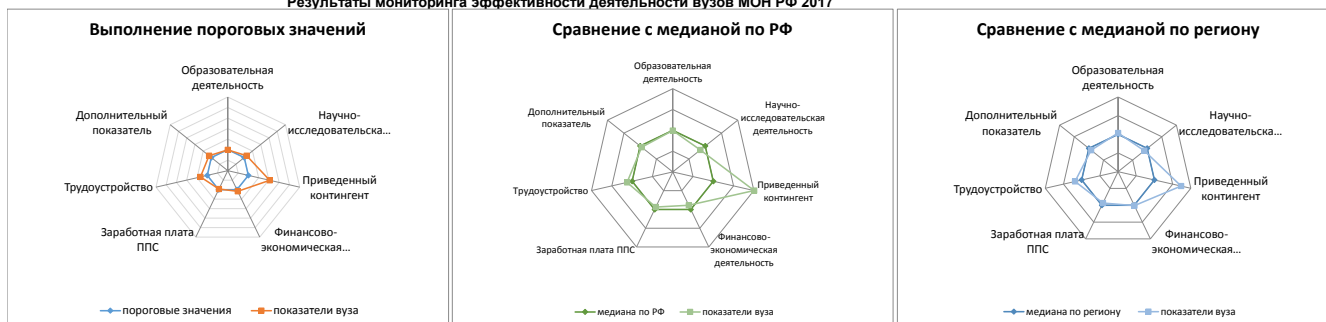 Результаты мониторинга эффективности деятельности вузов МОН РФ 2017
Выполнение пороговых значений
Образовательная
деятельность
Научно-
исследовательска...
Приведенный
контингент
Финансово-
экономическая...
Заработная плата
ППС
Трудоустройство
Дополнительный
показатель
пороговые значения
показатели вуза
Сравнение с медианой по РФ
Образовательная
деятельность
Научно-
исследовательская
деятельность
Приведенный
контингент
Финансово-
экономическая
деятельность
Заработная плата ППС
Трудоустройство
Дополнительный
показатель
медиана по РФ
показатели вуза
Сравнение с медианой по региону
Образовательная
деятельность
Научно-
исследовательска...
Приведенный
контингент
Финансово-
экономическая...
Заработная плата
ППС
Трудоустройство
Дополнительный
показатель
медиана по региону
показатели вуза